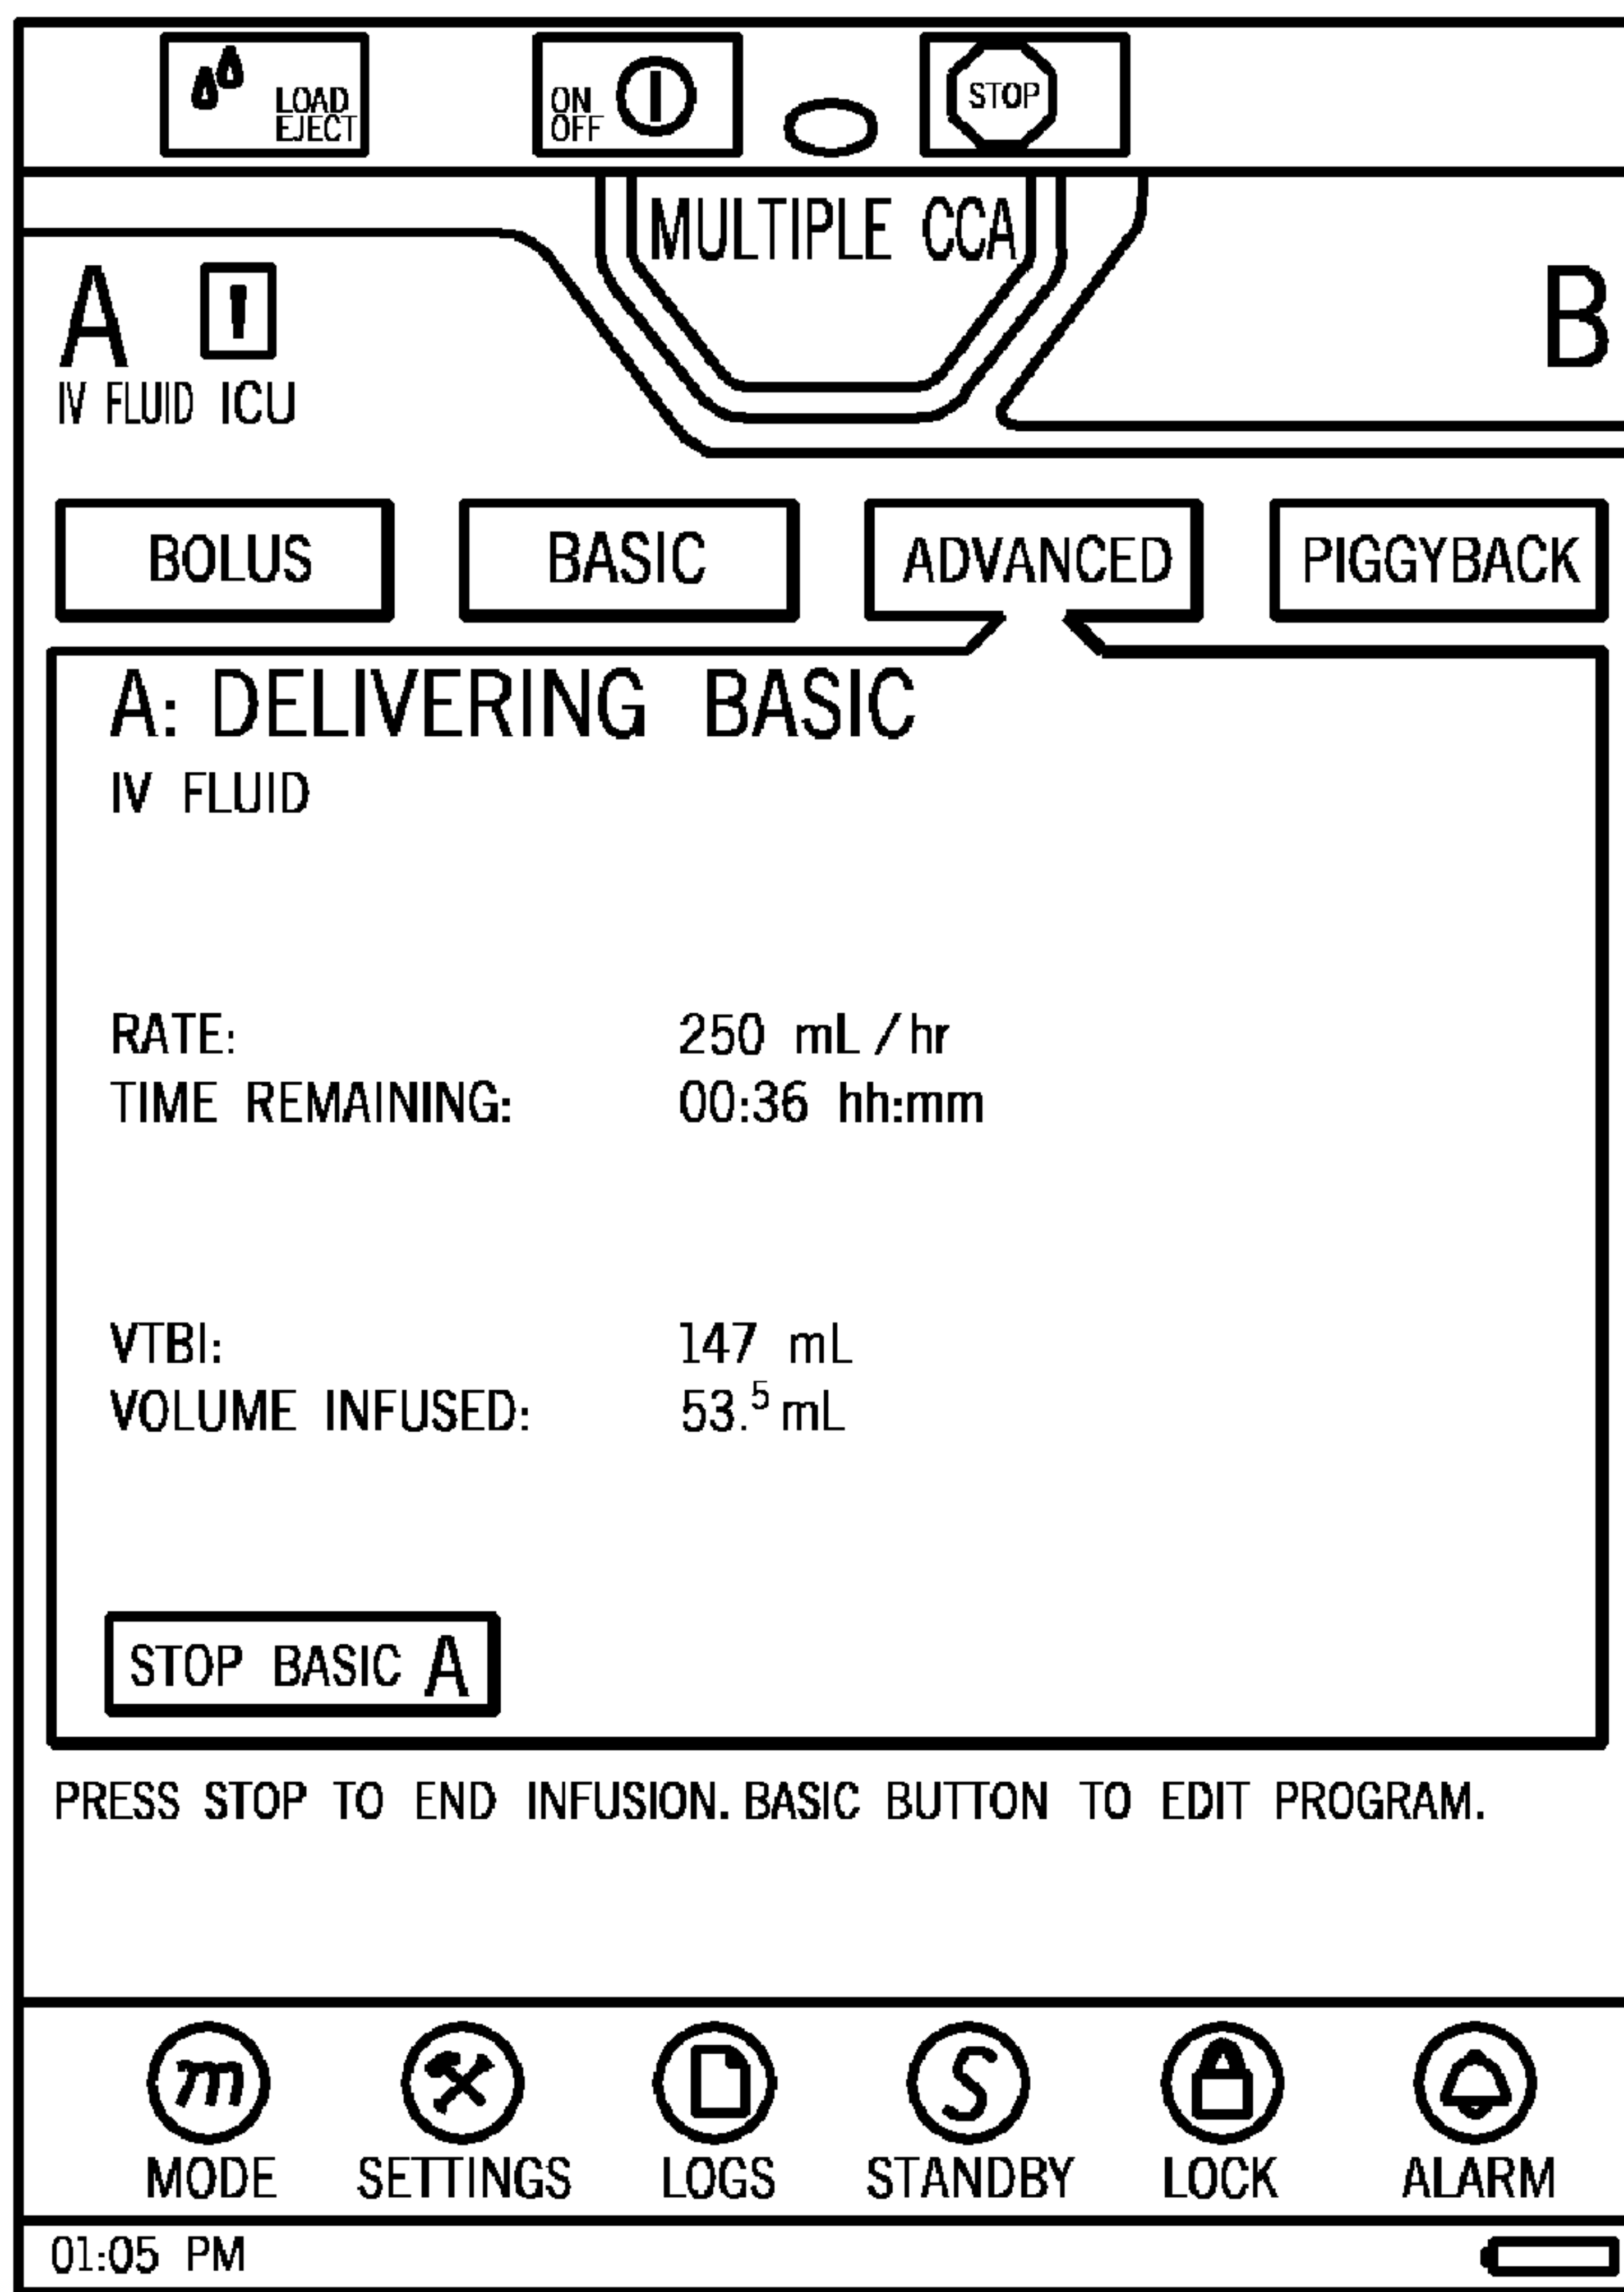 LOAD
EJECT
ON
OFF
STOP
MULTIPLE CCA
A
IV FLUID ICU
B
BOLUS
BASIC
ADVANCED
PIGGYBACK
A: DELIVERING BASIC
IV FLUID
RATE: 250 mL/hr
TIME REMAINING: 00:36 hh:mm
VTBI: 147 mL
VOLUME INFUSED: 53.⁵ mL
STOP BASIC A
PRESS STOP TO END INFUSION. BASIC BUTTON TO EDIT PROGRAM.
m
S
MODE SETTINGS LOGS STANDBY LOCK ALARM
01:05 PM